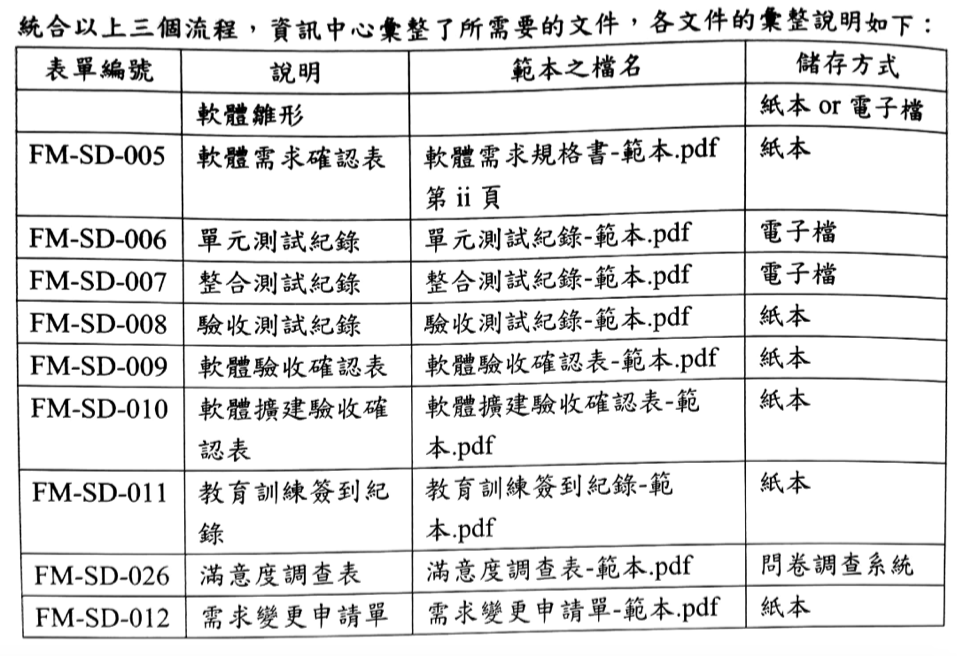 統合以上三個流程，資訊中心彙整了所需要的文件，各文件的彙整說明如下：
表單編號 說明 範本之檔名 儲存方式
軟體雛形 紙本 or 電子檔
FM-SD-005 軟體需求確認表 軟體需求規格書-範本.pdf 紙本
第 ii 頁
FM-SD-006 單元測試紀錄 單元測試紀錄-範本.pdf 電子檔
FM-SD-007 整合測試紀錄 整合測試紀錄-範本.pdf 電子檔
FM-SD-008 驗收測試紀錄 驗收測試紀錄-範本.pdf 紙本
FM-SD-009 軟體驗收確認表 軟體驗收確認表-範本.pdf 紙本
FM-SD-010 軟體擴建驗收確 軟體擴建驗收確認表-範 紙本
認表 本.pdf
FM-SD-011 教育訓練簽到紀 教育訓練簽到紀錄-範 紙本
錄 本.pdf
FM-SD-026 滿意度調查表 滿意度調查表-範本.pdf 問卷調查系統
FM-SD-012 需求變更申請單 需求變更申請單-範本.pdf 紙本